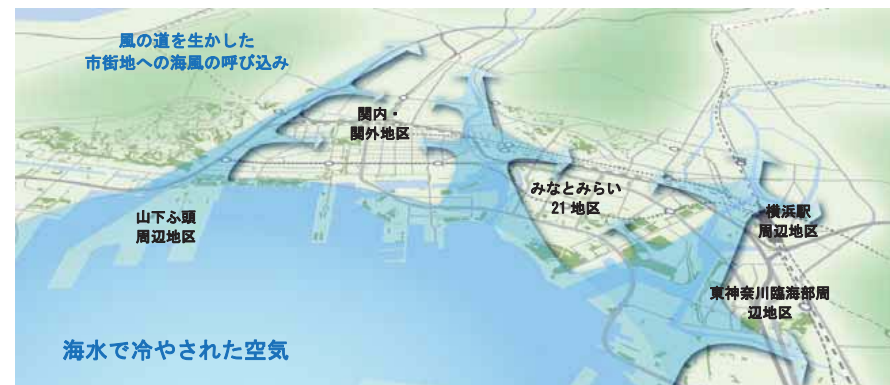 風の道を生かした
市街地への海風の呼び込み
関内・
関外地区
みなとみらい
21 地区
山下ふ頭
周辺地区
横浜駅
周辺地区
東神奈川臨海部周
辺地区
海水で冷やされた空気